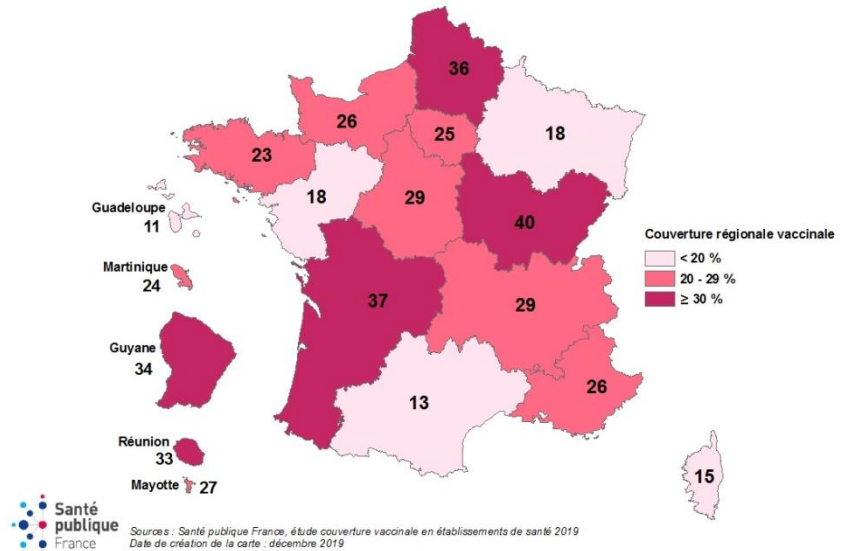 36
18
26
25
23
18
29
40
Guadeloupe
11
Couverture régionale vaccinale
< 20 %
20 - 29 %
≥ 30 %
Martinique
24
37
29
Guyane
34
13
26
Réunion
33
Mayotte 27
15
Santé
publique
France
Sources : Santé publique France, étude couverture vaccinale en établissements de santé 2019
Date de création de la carte : décembre 2019